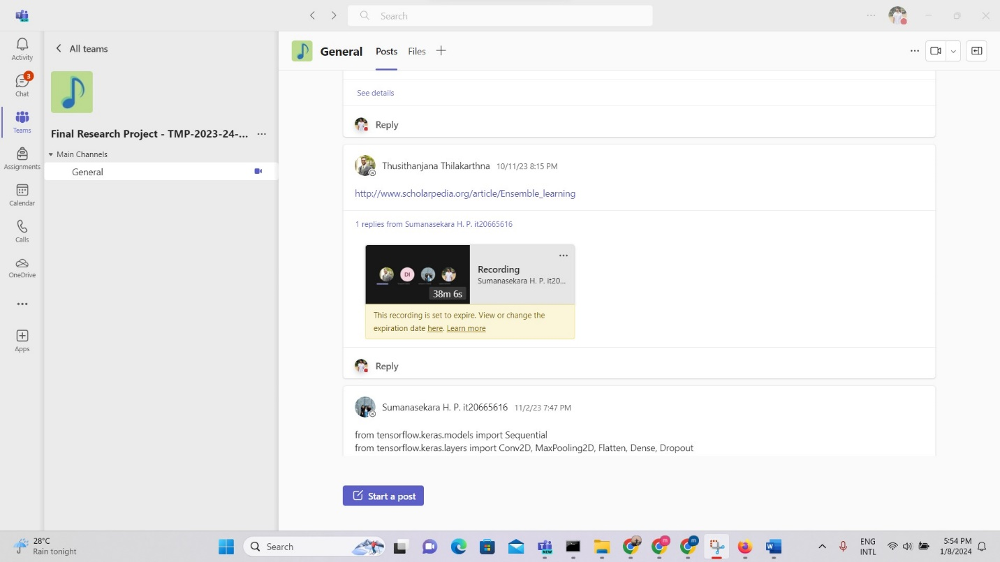 NEW
Search
Activity
3
Chat
Teams
Assignments
Calendar
Calls
OneDrive
Apps
All teams
Final Research Project - TMP-2023-24-...
Main Channels
General
General
Posts
Files
See details
Reply
Thusithanjana Thilakarthna 10/11/23 8:15 PM
http://www.scholarpedia.org/article/Ensemble_learning
1 replies from Sumanasekara H. P. it20665616
DI
38m 6s
Recording
Sumanasekara H. P. it20...
This recording is set to expire. View or change the
expiration date here. Learn more
Reply
Sumanasekara H. P. it20665616 11/2/23 7:47 PM
from tensorflow.keras.models import Sequential
from tensorflow.keras.layers import Conv2D, MaxPooling2D, Flatten, Dense, Dropout
Start a post
28°C
Rain tonight
Search
NEW
m
m
ENG
INTL
5:54 PM
1/8/2024